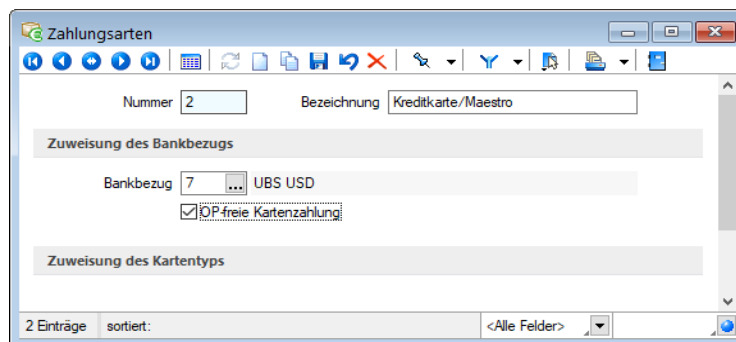 Zahlungsarten
Nummer 2 Bezeichnung Kreditkarte/Maestro
Zuweisung des Bankbezugs
Bankbezug 7 ... UBS USD
OP-freie Kartenzahlung
Zuweisung des Kartentyps
2 Einträge sortiert: <Alle Felder>